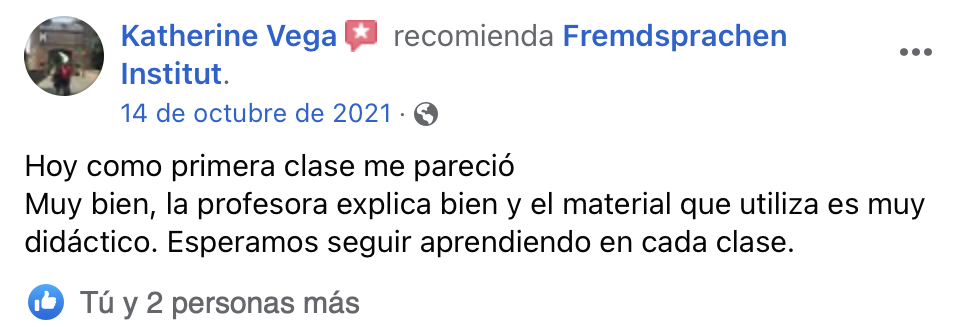 Katherine Vega recomienda Fremdsprachen
Institut.
14 de octubre de 2021 ·
Hoy como primera clase me pareció
Muy bien, la profesora explica bien y el material que utiliza es muy
didáctico. Esperamos seguir aprendiendo en cada clase.
Tú y 2 personas más